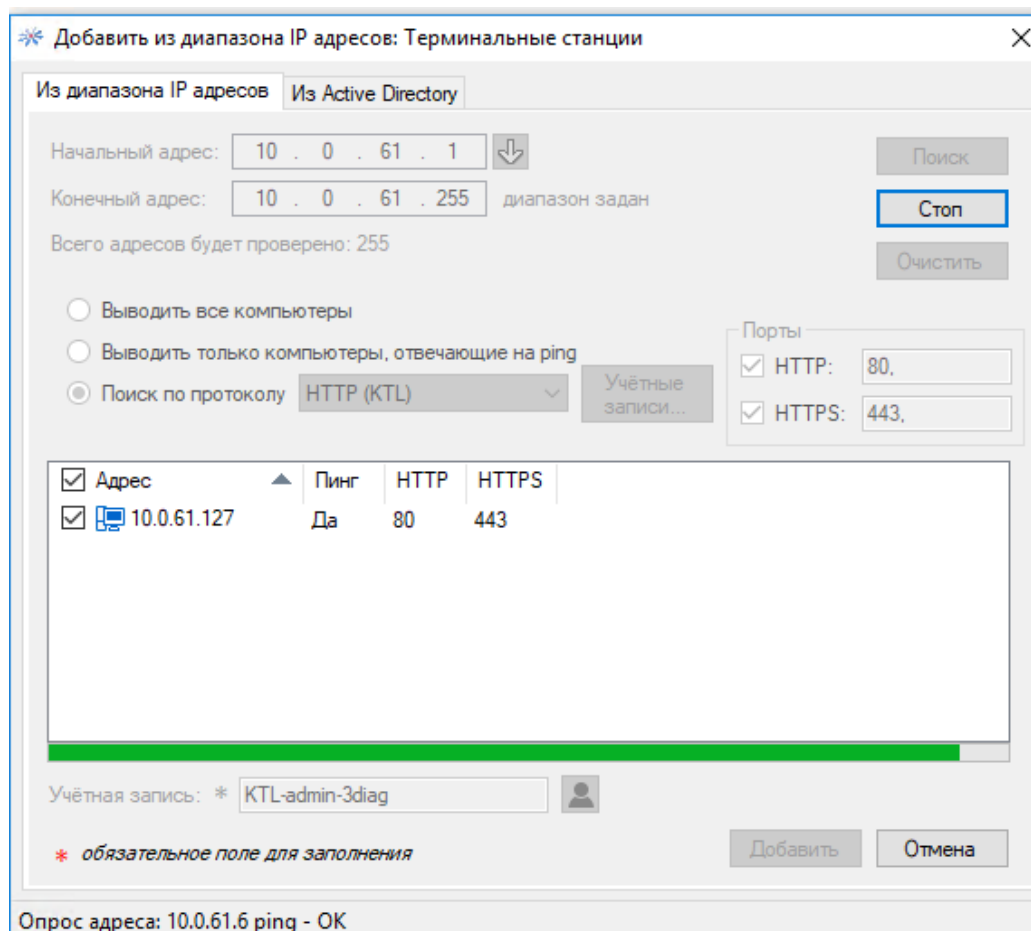 Добавить из диапазона IP адресов: Терминальные станции
Из диапазона IP адресов Из Active Directory
Начальный адрес: 10 . 0 . 61 . 1 Поиск
Конечный адрес: 10 . 0 . 61 . 255 диапазон задан Стоп
Всего адресов будет проверено: 255 Очистить
Выводить все компьютеры
Порты
Выводить только компьютеры, отвечающие на ping
HTTP: 80,
Поиск по протоколу HTTP (KTL) Учётные записи...
HTTPS: 443,
Адрес Пинг HTTP HTTPS
10.0.61.127 Да 80 443
Учётная запись: * KTL-admin-3diag
* обязательное поле для заполнения Добавить Отмена
Опрос адреса: 10.0.61.6 ping - OK